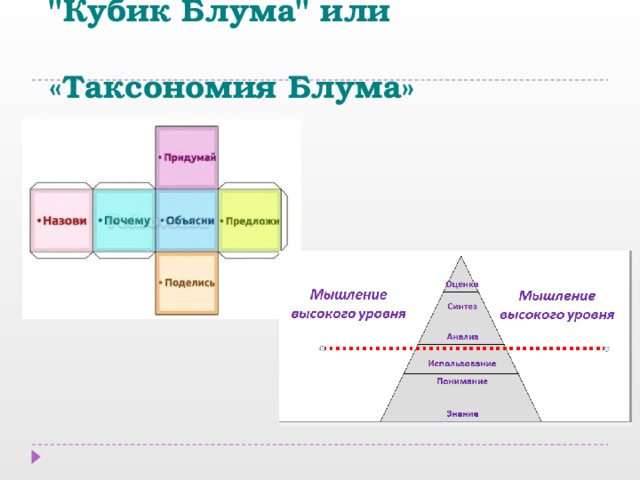 "Кубик Блума" или
«Таксономия Блума»
• Придумай
• Назови
• Почему
• Объясни
• Предложи
• Поделись
Мышление
высокого уровня
Мышление
высокого уровня
Оценка
Синтез
Анализ
Использование
Понимание
Знание